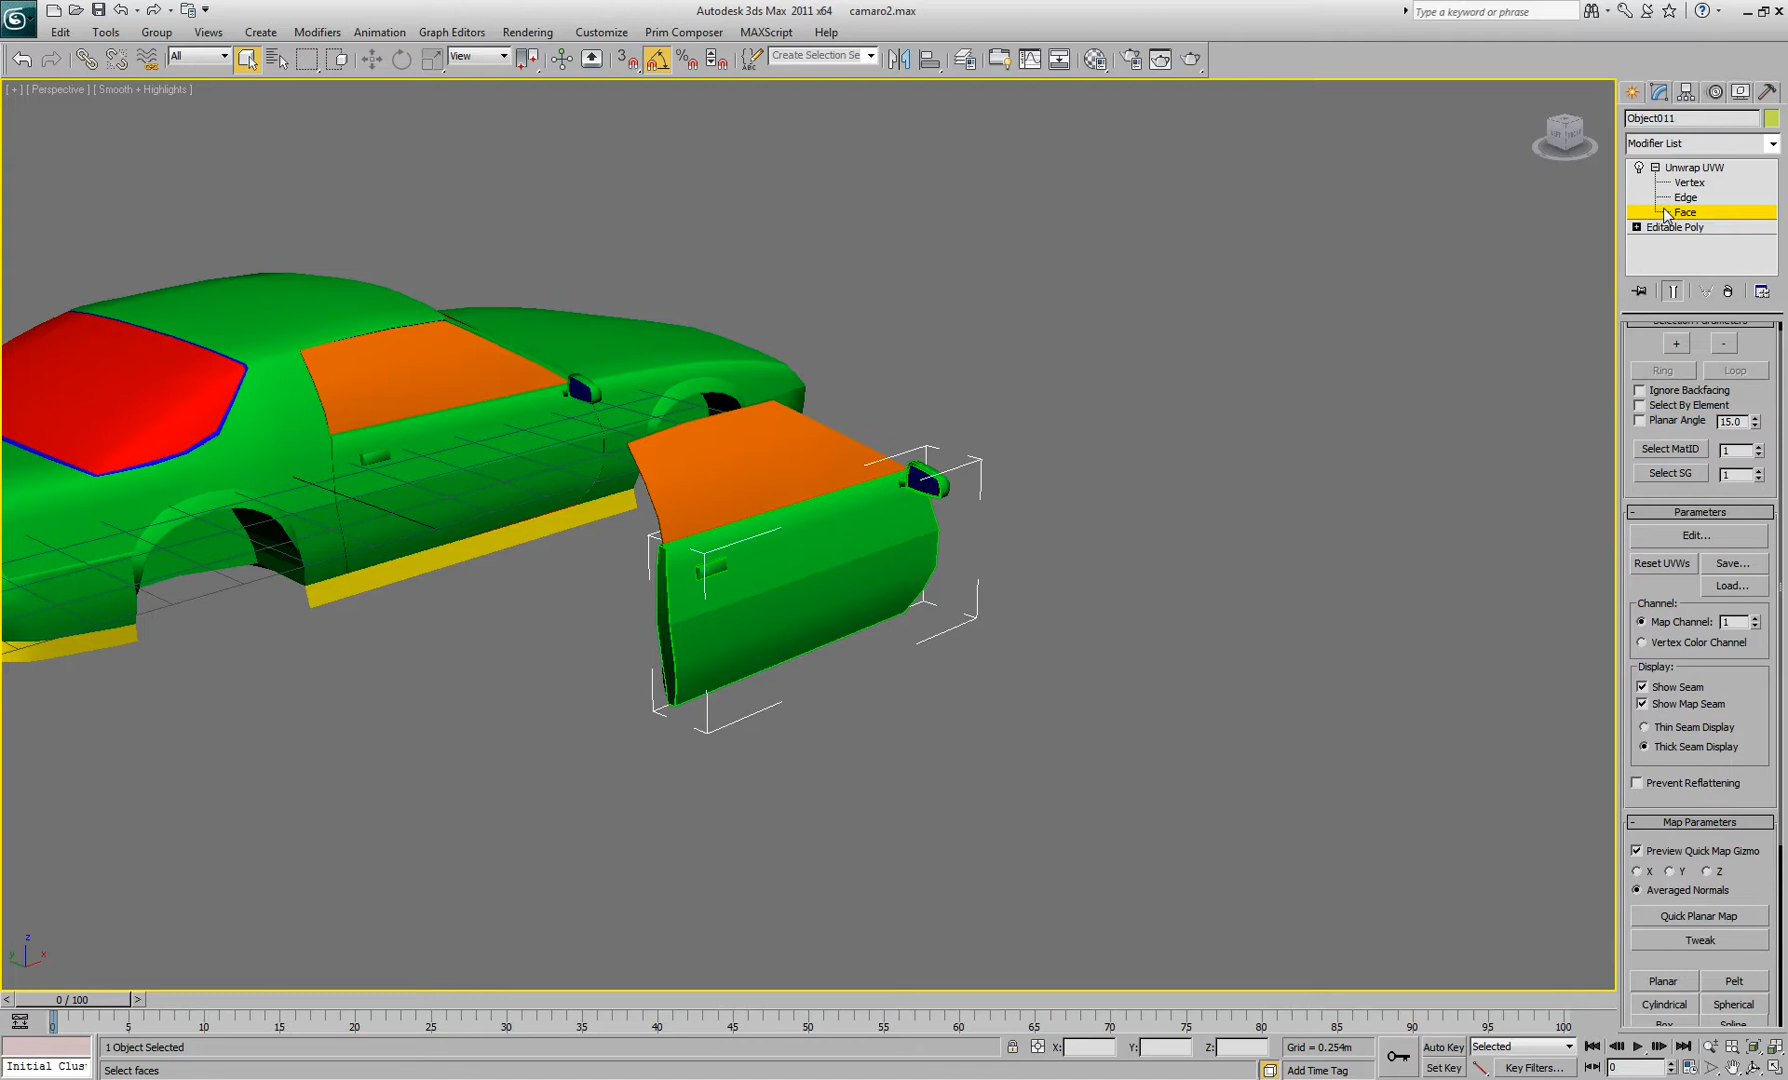 Autodesk 3ds Max 2011 x64 camaro2.max
Type a keyword or phrase
Edit Tools Group Views Create Modifiers Animation Graph Editors Rendering Customize Prim Composer MAXScript Help
All View Create Selection Se
[ + ] [ Perspective ] [ Smooth + Highlights ]
Object011
Modifier List
Unwrap UVW
Vertex
Edge
Face
Editable Poly
Selection Parameters
+ -
Ring Loop
Ignore Backfacing
Select By Element
Planar Angle 15.0
Select MatID 1
Select SG 1
- Parameters
Edit...
Reset UVWs Save...
Load...
Channel:
Map Channel: 1
Vertex Color Channel
Display:
Show Seam
Show Map Seam
Thin Seam Display
Thick Seam Display
Prevent Reflattening
- Map Parameters
Preview Quick Map Gizmo
X Y Z
Averaged Normals
Quick Planar Map
Tweak
Planar Pelt
Cylindrical Spherical
Box Spline
z
y x
< 0 / 100 >
0 5 10 15 20 25 30 35 40 45 50 55 60 65 70 75 80 85 90 95 100
1 Object Selected X: Y: Z: Grid = 0.254m Auto Key Selected
Initial Clus Select faces Add Time Tag Set Key Key Filters... 0